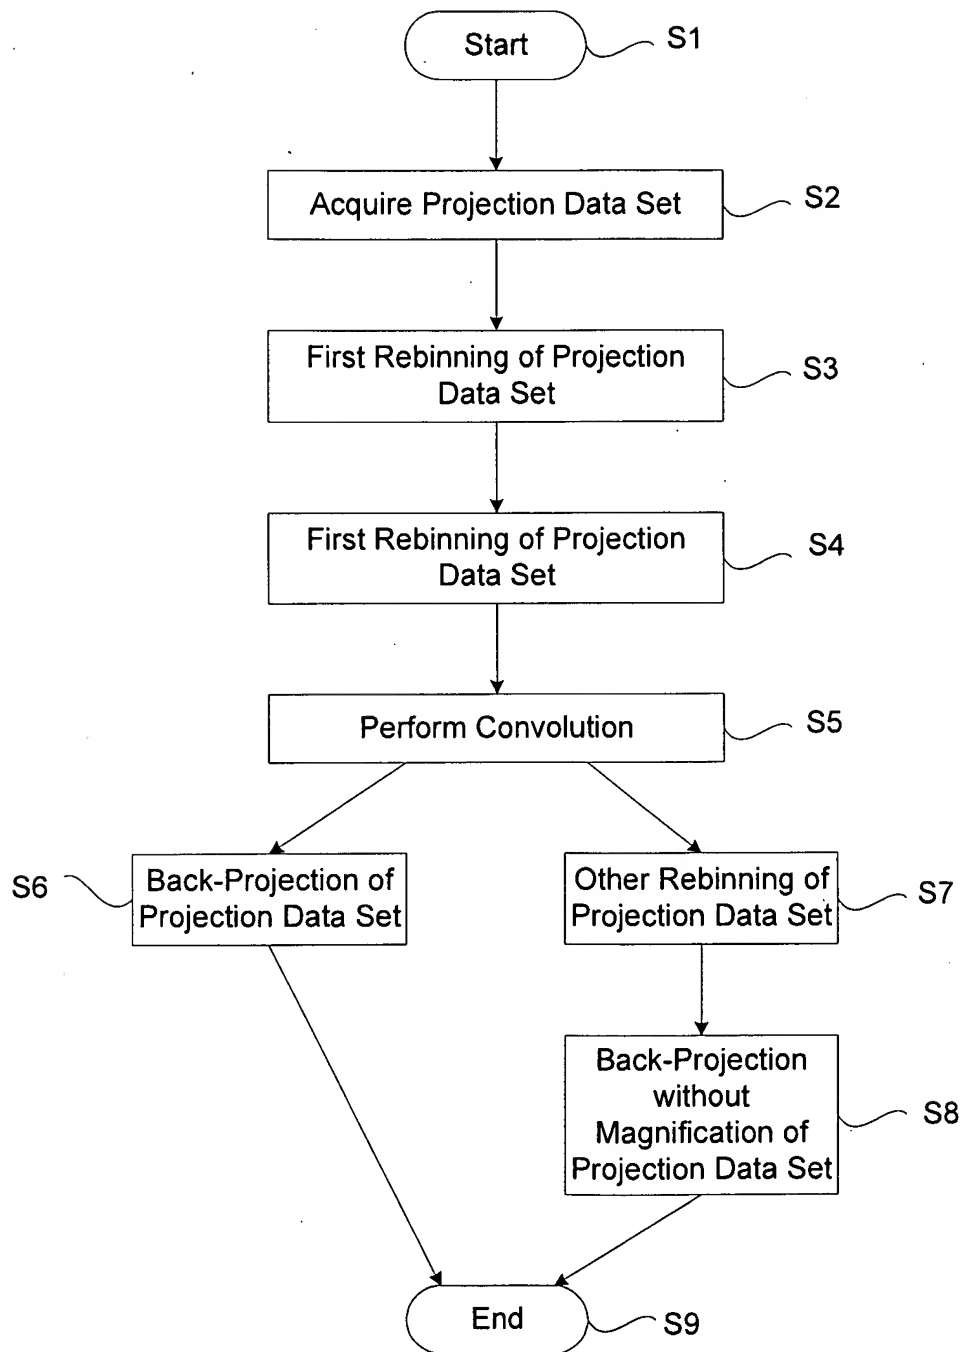 Start
S1
Acquire Projection Data Set
S2
First Rebinning of Projection
Data Set
S3
First Rebinning of Projection
Data Set
S4
Perform Convolution
S5
S6
Back-Projection of
Projection Data Set
Other Rebinning of
Projection Data Set
S7
Back-Projection
without
Magnification of
Projection Data Set
S8
End
S9